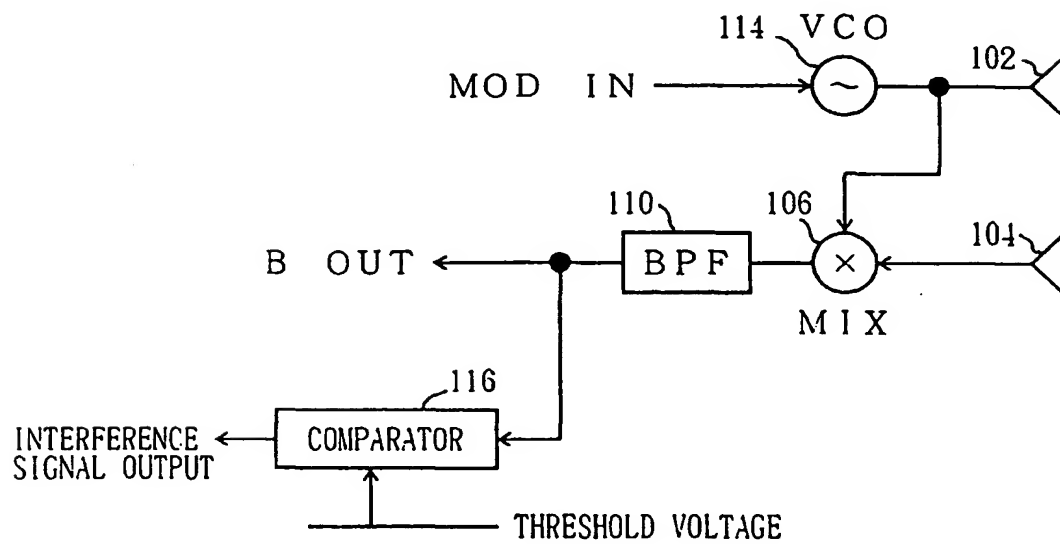 VCO
114
102
MOD IN
~
110
106
104
B OUT
BPF
×
MIX
116
INTERFERENCE
SIGNAL OUTPUT
COMPARATOR
THRESHOLD VOLTAGE